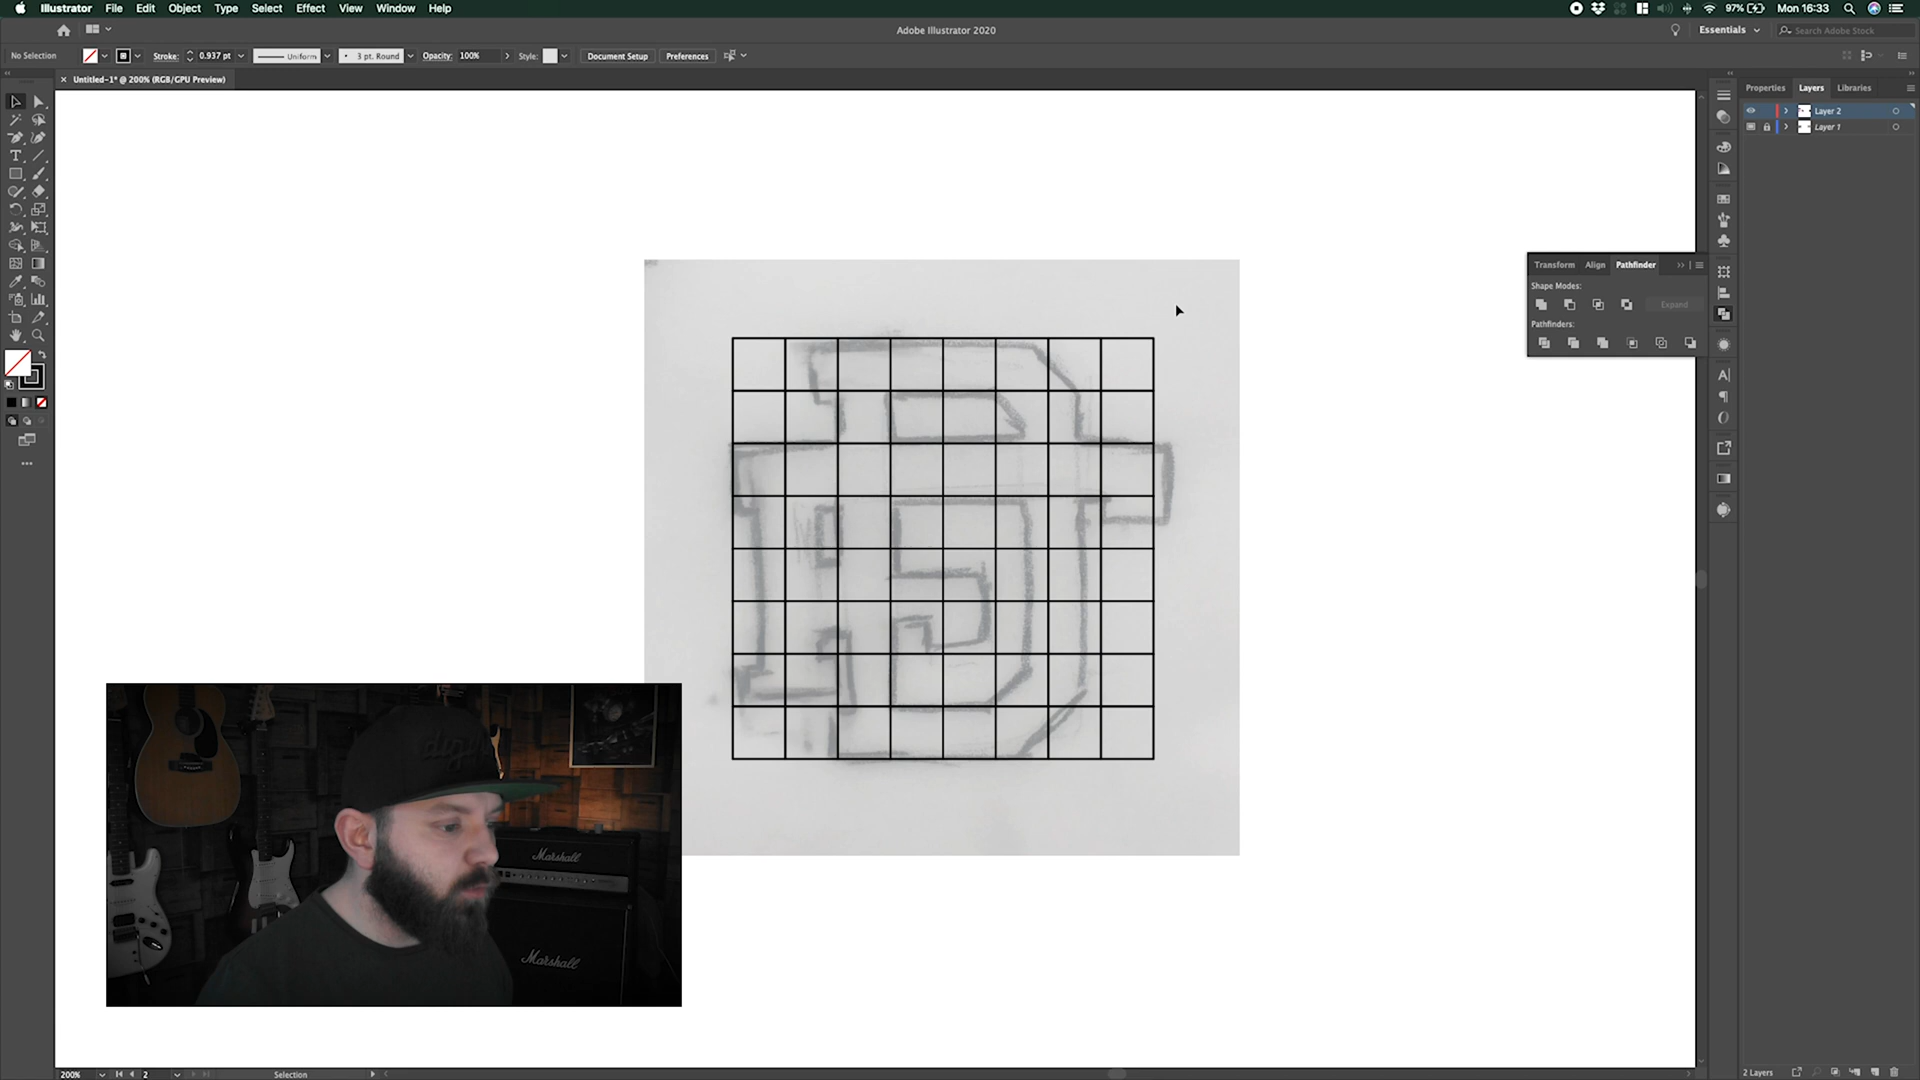 Illustrator File Edit Object Type Select Effect View Window Help
97% Mon 16:33
Adobe Illustrator 2020
Essentials
Search Adobe Stock
No Selection Stroke: 0.937 pt Uniform 3 pt. Round Opacity: 100% Style: Document Setup Preferences
× Untitled-1* @ 200% (RGB/GPU Preview)
Properties Layers Libraries
Layer 2
Layer 1
Transform Align Pathfinder
Shape Modes:
Expand
Pathfinders:
Marshall
Marshall
200% 2 Selection
2 Layers